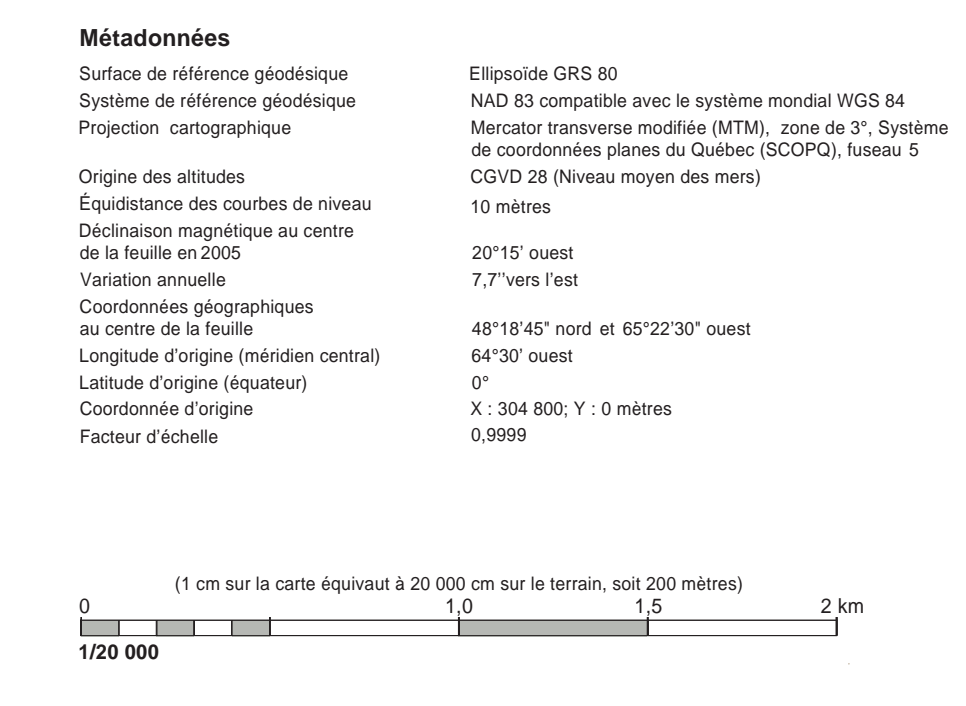 Métadonnées
Surface de référence géodésique Ellipsoïde GRS 80
Système de référence géodésique NAD 83 compatible avec le système mondial WGS 84
Projection cartographique Mercator transverse modifiée (MTM), zone de 3°, Système
de coordonnées planes du Québec (SCOPQ), fuseau 5
Origine des altitudes CGVD 28 (Niveau moyen des mers)
Équidistance des courbes de niveau 10 mètres
Déclinaison magnétique au centre
de la feuille en 2005 20°15’ ouest
Variation annuelle 7,7’’vers l’est
Coordonnées géographiques
au centre de la feuille 48°18’45" nord et 65°22’30" ouest
Longitude d’origine (méridien central) 64°30’ ouest
Latitude d’origine (équateur) 0°
Coordonnée d’origine X : 304 800; Y : 0 mètres
Facteur d’échelle 0,9999
(1 cm sur la carte équivaut à 20 000 cm sur le terrain, soit 200 mètres)
0 1,0 1,5 2 km
1/20 000